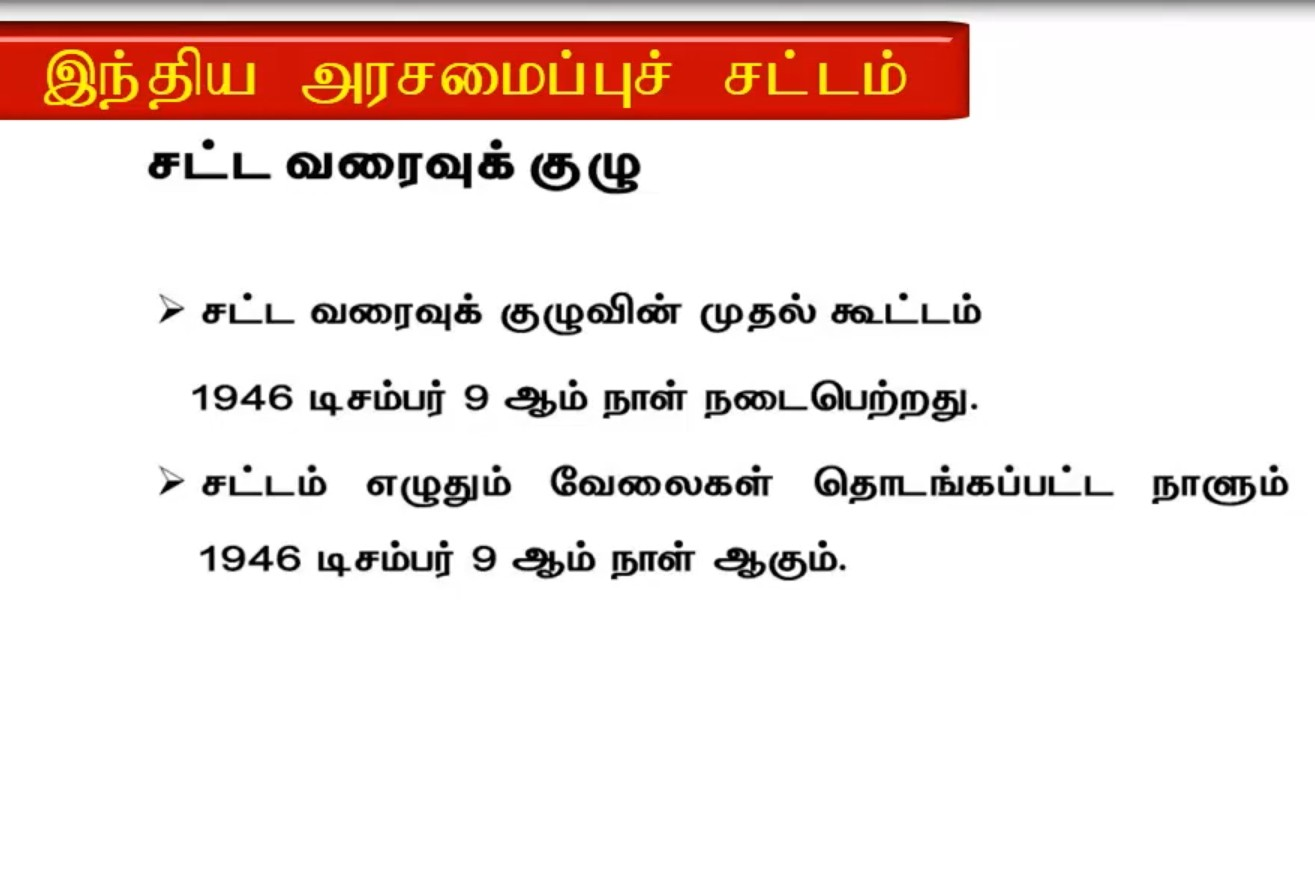 இந்திய அரசமைப்புச் சட்டம்
சட்ட வரைவுக் குழு
➢ சட்ட வரைவுக் குழுவின் முதல் கூட்டம்
1946 டிசம்பர் 9 ஆம் நாள் நடைபெற்றது.
➢ சட்டம் எழுதும் வேலைகள் தொடங்கப்பட்ட நாளும்
1946 டிசம்பர் 9 ஆம் நாள் ஆகும்.